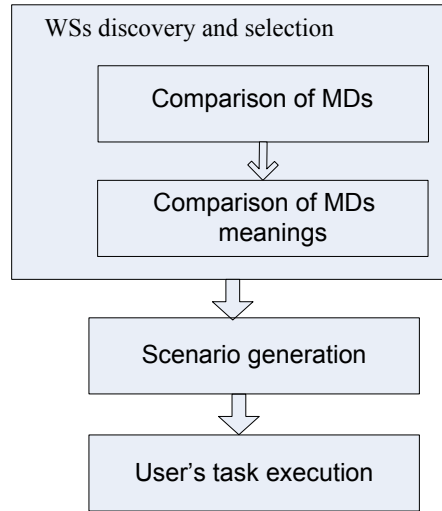 WSs discovery and selection
Comparison of MDs
Comparison of MDs
meanings
Scenario generation
User's task execution